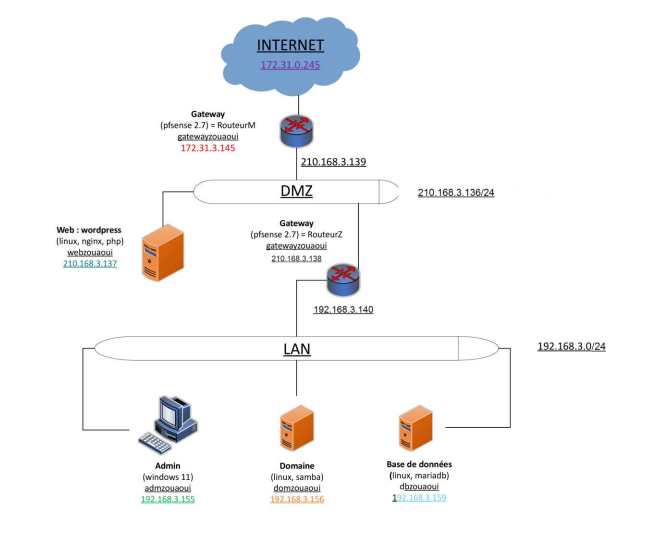 INTERNET
172.31.0.245
Gateway
(pfsense 2.7) = RouteurM
gatewayzouaoui
172.31.3.145
210.168.3.139
DMZ
210.168.3.136/24
Web : wordpress
(linux, nginx, php)
webzouaoui
210.168.3.137
Gateway
(pfsense 2.7) = RouteurZ
gatewayzouaoui
210.168.3.138
192.168.3.140
LAN
192.168.3.0/24
Admin
(windows 11)
admzouaoui
192.168.3.155
Domaine
(linux, samba)
domzouaoui
192.168.3.156
Base de données
(linux, mariadb)
dbzouaoui
192.168.3.159